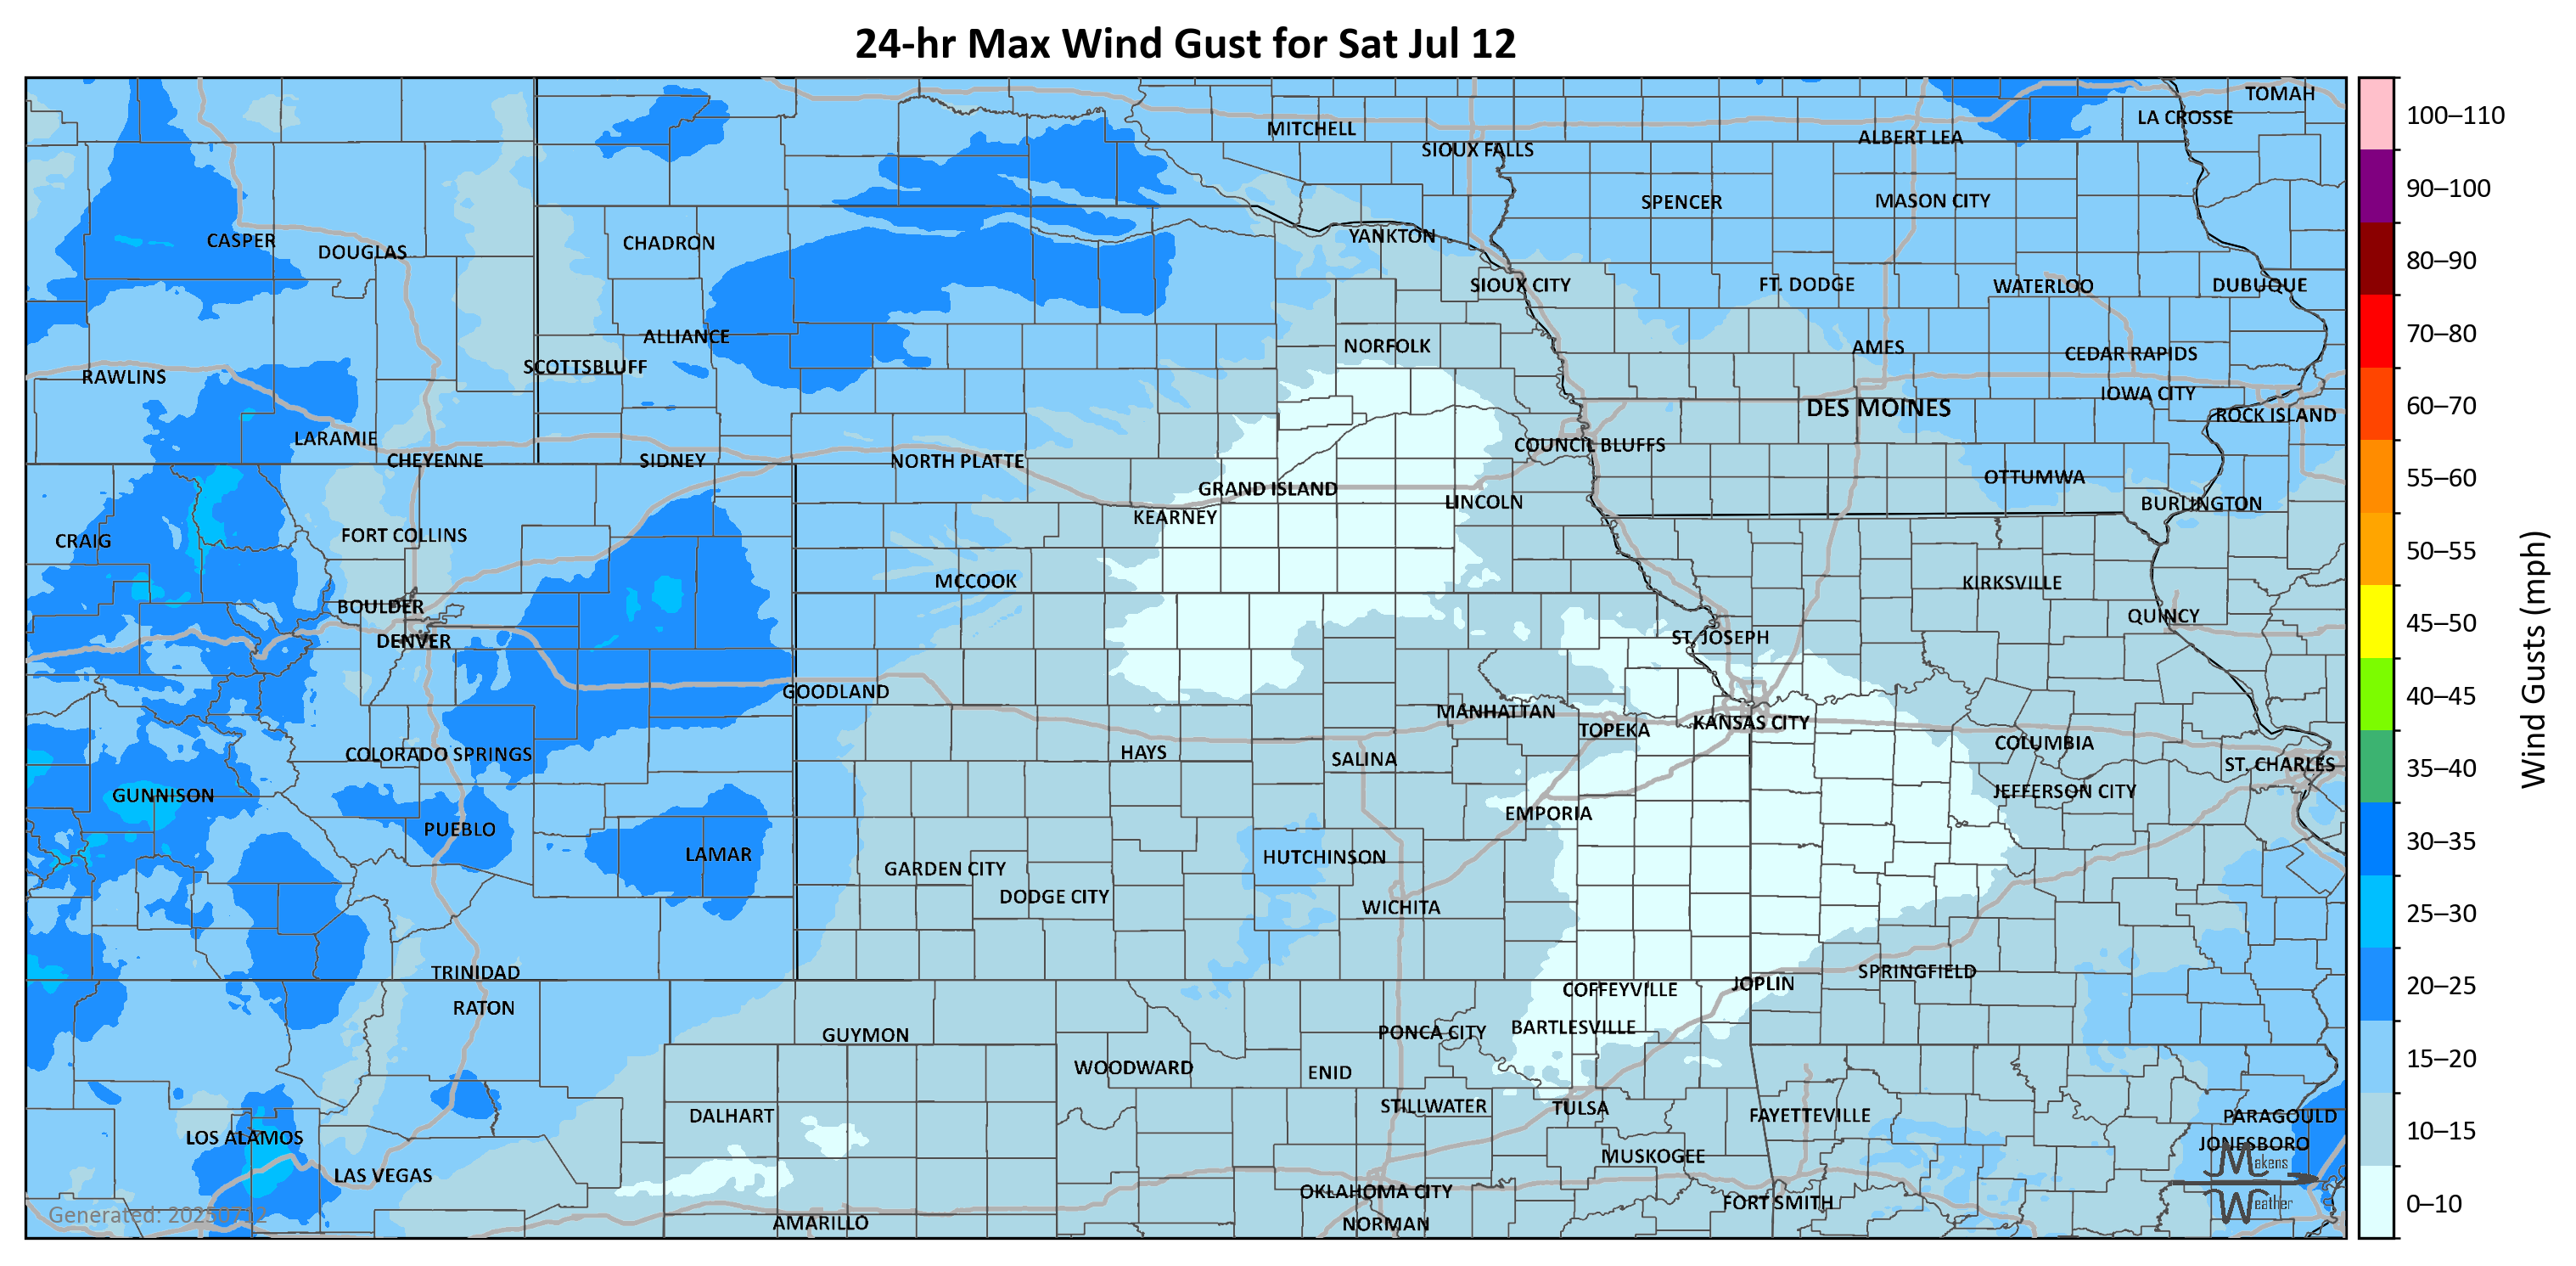 24-hr Max Wind Gust for Sat Jul 12
TOMAH
LA CROSSE
MITCHELL
ALBERT LEA
SIOUX FALLS
SPENCER
MASON CITY
CASPER
DOUGLAS
CHADRON
YANKTON
SIOUX CITY
FT. DODGE
WATERLOO
DUBUQUE
ALLIANCE
NORFOLK
AMES
CEDAR RAPIDS
SCOTTSBLUFF
RAWLINS
IOWA CITY
DES MOINES
ROCK ISLAND
LARAMIE
COUNCIL BLUFFS
CHEYENNE
SIDNEY
NORTH PLATTE
OTTUMWA
GRAND ISLAND
LINCOLN
BURLINGTON
KEARNEY
FORT COLLINS
CRAIG
MCCOOK
KIRKSVILLE
BOULDER
QUINCY
DENVER
ST. JOSEPH
GOODLAND
MANHATTAN
KANSAS CITY
TOPEKA
COLUMBIA
COLORADO SPRINGS
HAYS
SALINA
ST. CHARLES
GUNNISON
JEFFERSON CITY
EMPORIA
PUEBLO
LAMAR
HUTCHINSON
GARDEN CITY
DODGE CITY
WICHITA
TRINIDAD
SPRINGFIELD
JOPLIN
COFFEYVILLE
RATON
BARTLESVILLE
GUYMON
PONCA CITY
WOODWARD
ENID
STILLWATER
TULSA
DALHART
FAYETTEVILLE
PARAGOULD
LOS ALAMOS
JONESBORO
MUSKOGEE
LAS VEGAS
OKLAHOMA CITY
FORT SMITH
AMARILLO
NORMAN
Makens
Weather
Generated: 20250712
100–110
90–100
80–90
70–80
60–70
55–60
50–55
45–50
40–45
35–40
30–35
25–30
20–25
15–20
10–15
0–10
Wind Gusts (mph)